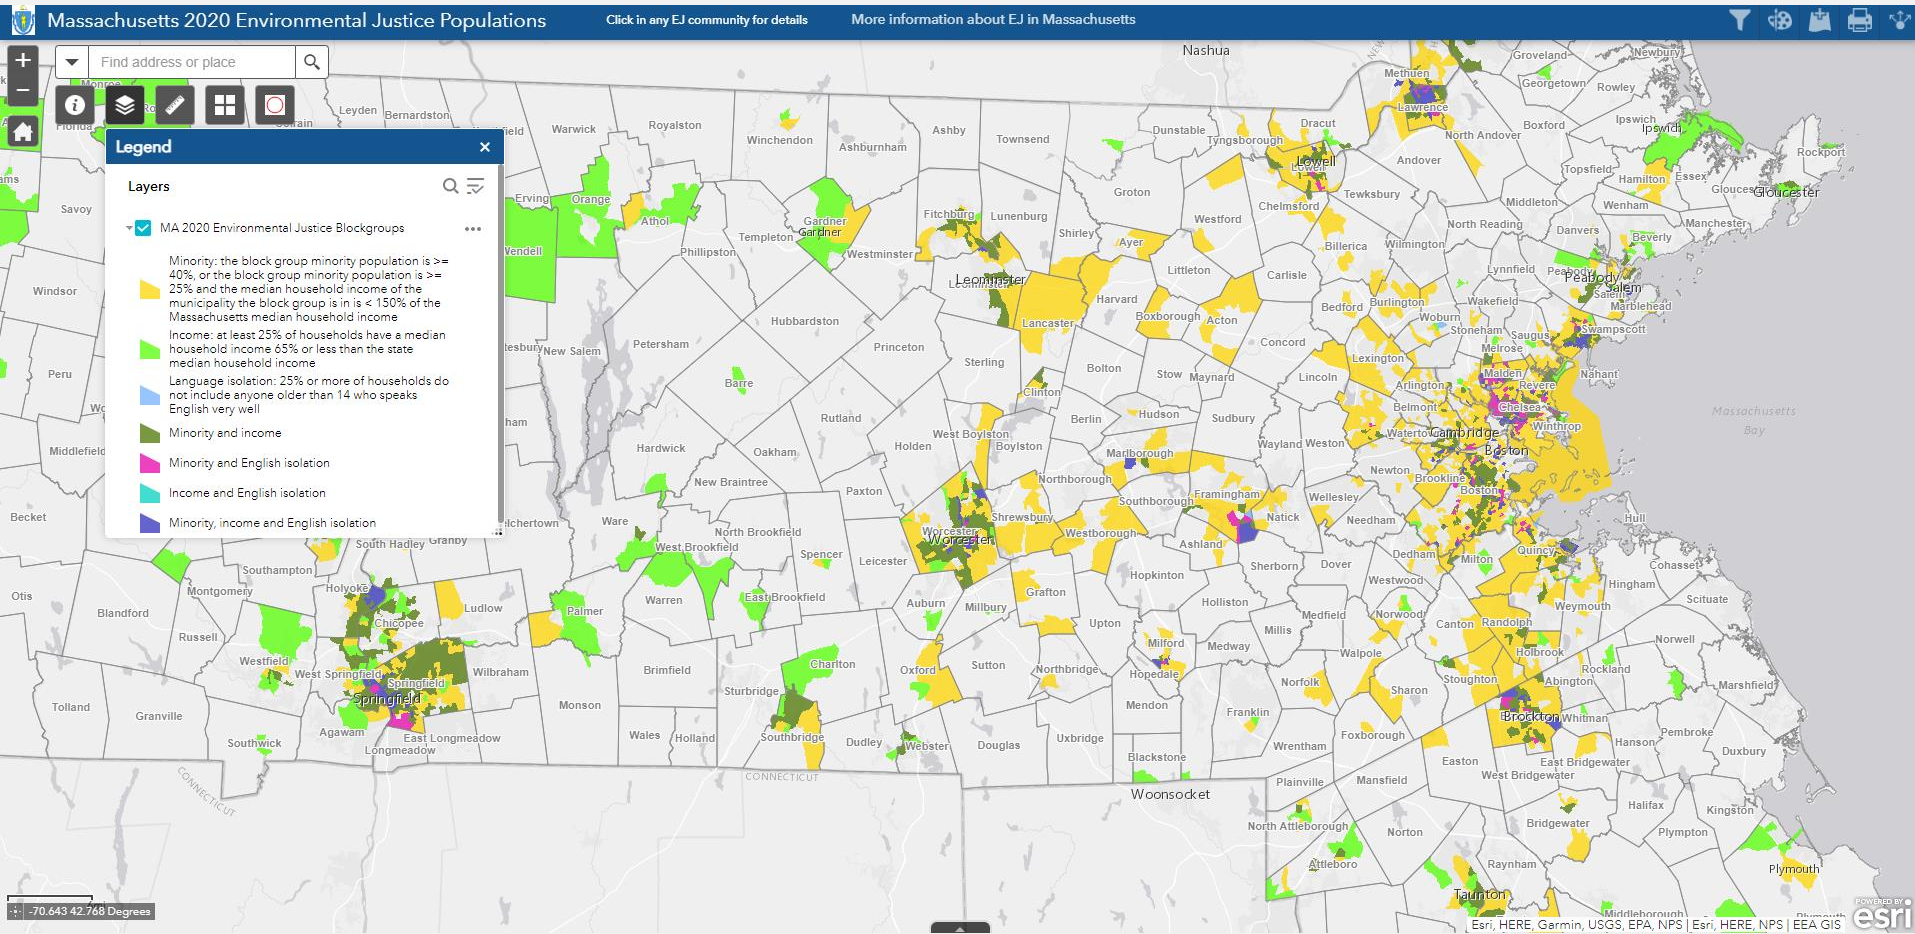 Massachusetts 2020 Environmental Justice Populations
Click in any EJ community for details
More information about EJ in Massachusetts
Find address or place
Legend
Layers
MA 2020 Environmental Justice Blockgroups
Minority: the block group minority population is >=
40%, or the block group minority population is >=
25% and the median household income of the
municipality the block group is in is < 150% of the
Massachusetts median household income
Income: at least 25% of households have a median
household income 65% or less than the state
median household income
Language isolation: 25% or more of households do
not include anyone older than 14 who speaks
English very well
Minority and income
Minority and English isolation
Income and English isolation
Minority, income and English isolation
Nashua
Groveland
Newbury
Methuen
Georgetown
Rowley
Monroe
Leyden
Bernardston
Lawrence
Ipswich
Ipswich
Florida
Warwick
Royalston
Winchendon
Ashby
Townsend
Dunstable
Tyngsborough
Dracut
North Andover
Boxford
Rockport
Ashburnham
Lowell
Andover
Topsfield
Hamilton
Essex
Gloucester
Savoy
Erving
Orange
Athol
Groton
Tewksbury
Chelmsford
Middleton
Wenham
Manchester
Gardner
Gardner
Fitchburg
Lunenburg
Shirley
Westford
North Reading
Danvers
Beverly
Wendell
Phillipston
Templeton
Westminster
Ayer
Billerica
Wilmington
Littleton
Carlisle
Lynnfield
Peabody
Peabody
Salem
Salem
Windsor
Leominster
Harvard
Bedford
Burlington
Wakefield
Marblehead
Hubbardston
Lancaster
Boxborough
Acton
Woburn
Stoneham
Saugus
Swampscott
New Salem
Petersham
Princeton
Sterling
Concord
Lexington
Melrose
Nahant
Peru
Barre
Bolton
Stow
Maynard
Lincoln
Arlington
Malden
Revere
Clinton
Rutland
Berlin
Hudson
Sudbury
Belmont
Chelsea
Massachusetts
Bay
Middlefield
Hardwick
Oakham
Holden
West Boylston
Boylston
Marlborough
Wayland
Weston
Cambridge
Winthrop
Boston
Boston
New Braintree
Paxton
Northborough
Southborough
Framingham
Newton
Brookline
Becket
Ware
North Brookfield
Worcester
Worcester
Shrewsbury
Westborough
Natick
Wellesley
Needham
Hull
South Hadley
Granby
West Brookfield
Spencer
Leicester
Ashland
Dedham
Milton
Quincy
Southampton
Hopkinton
Sherborn
Dover
Westwood
Cohasset
Otis
Montgomery
Holyoke
Ludlow
Palmer
Warren
East Brookfield
Auburn
Millbury
Grafton
Holliston
Medfield
Norwood
Weymouth
Hingham
Scituate
Blandford
Russell
Chicopee
Upton
Millis
Canton
Randolph
Norwell
Westfield
West Springfield
Springfield
Springfield
Wilbraham
Brimfield
Charlton
Oxford
Sutton
Northbridge
Milford
Hopedale
Medway
Walpole
Holbrook
Rockland
Norfolk
Sharon
Stoughton
Abington
Marshfield
Tolland
Granville
Monson
Sturbridge
Mendon
Franklin
Brockton
Whitman
Southwick
Agawam
Longmeadow
East Longmeadow
Wales
Holland
Southbridge
Dudley
Webster
Douglas
Uxbridge
Blackstone
Wrentham
Foxborough
Easton
West Bridgewater
East Bridgewater
Hanson
Pembroke
Duxbury
CONNECTICUT
CONNECTICUT
Woonsocket
Plainville
Mansfield
Halifax
Kingston
North Attleborough
Norton
Bridgewater
Plympton
Attleboro
Raynham
Plymouth
Taunton
Middleborough
-70.643 42.768 Degrees
Esri, HERE, Garmin, USGS, EPA, NPS | Esri, HERE, NPS | EEA GIS
POWERED BY
esri